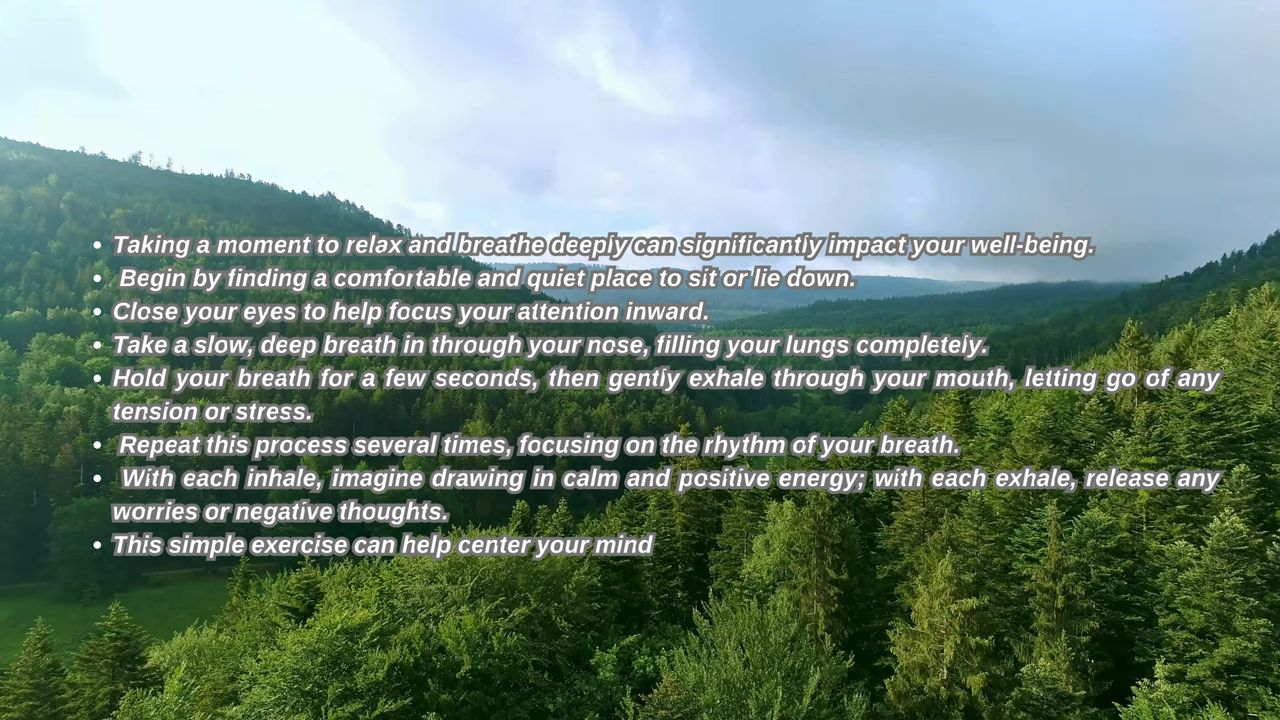 • Taking a moment to relax and breathe deeply can significantly impact your well-being.
• Begin by finding a comfortable and quiet place to sit or lie down.
• Close your eyes to help focus your attention inward.
• Take a slow, deep breath in through your nose, filling your lungs completely.
• Hold your breath for a few seconds, then gently exhale through your mouth, letting go of any
tension or stress.
• Repeat this process several times, focusing on the rhythm of your breath.
• With each inhale, imagine drawing in calm and positive energy; with each exhale, release any
worries or negative thoughts.
• This simple exercise can help center your mind